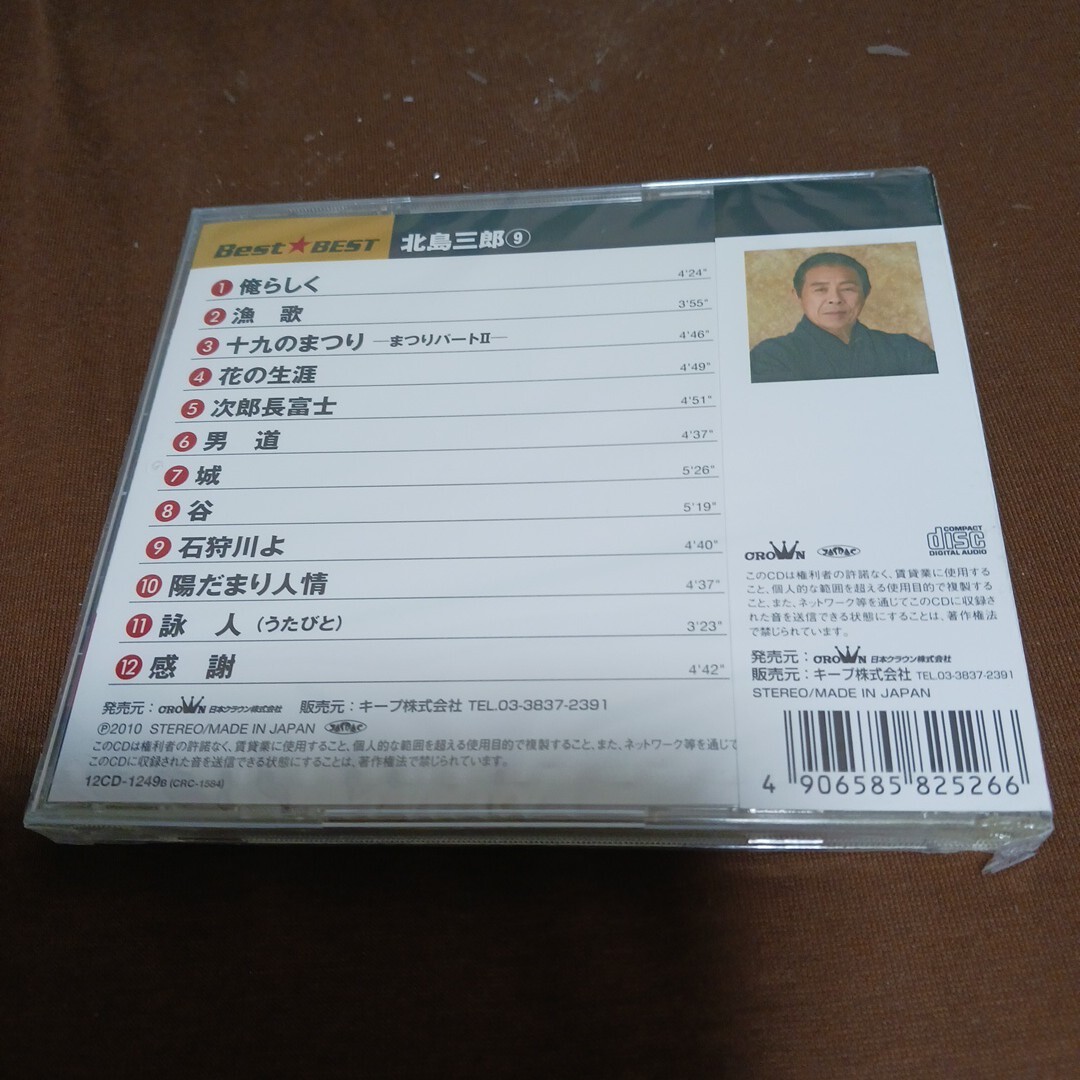 Best★BEST 北島三郎⑨
❶ 俺らしく 4'24"
❷ 漁　歌 3'55"
❸ 十九のまつり ―まつりパートⅡ― 4'46"
❹ 花の生涯 4'49"
❺ 次郎長富士 4'51"
❻ 男　道 4'37"
❼ 城 5'26"
❽ 谷 5'19"
❾ 石狩川よ 4'40"
❿ 陽だまり人情 4'37"
⓫ 詠　人（うたびと） 3'23"
⓬ 感　謝 4'42"
発売元：CROWN 日本クラウン株式会社　販売元：キープ株式会社 TEL.03-3837-2391
Ⓟ2010 STEREO/MADE IN JAPAN
このCDは権利者の許諾なく、賃貸業に使用すること、個人的な範囲を超える使用目的で複製すること、また、ネットワーク等を通じて
このCDに収録された音を送信できる状態にすることは、著作権法で禁じられています。
12CD-1249B (CRC-1584)
CROWN
COMPACT
disc
DIGITAL AUDIO
このCDは権利者の許諾なく、賃貸業に使用するこ
と、個人的な範囲を超える使用目的で複製する
こと、また、ネットワーク等を通じてこのCDに収録さ
れた音を送信できる状態にすることは、著作権法
で禁じられています。
発売元：CROWN 日本クラウン株式会社
販売元：キープ株式会社 TEL.03-3837-2391
STEREO/MADE IN JAPAN
4 906585 825266